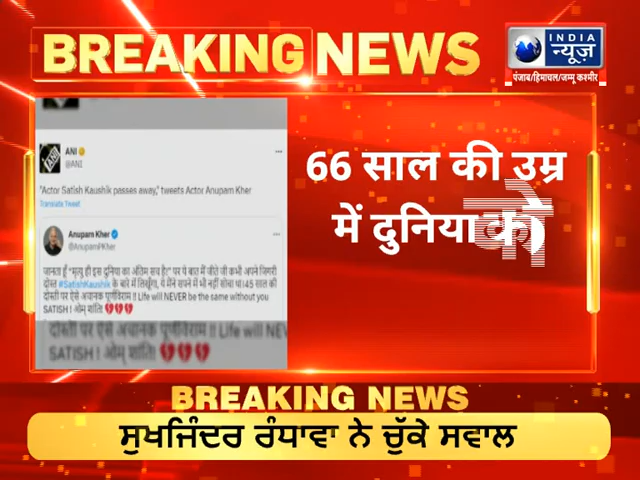 BREAKING NEWS
INDIA
न्यूज़
पंजाब/हिमाचल/जम्मू कश्मीर
ANI
@ANI
"Actor Satish Kaushik passes away," tweets Actor Anupam Kher
Translate Tweet
Anupam Kher
@AnupamPKher
जानता हूँ "मृत्यु ही इस दुनिया का अंतिम सच है!" पर ये बात मैं जीते जी कभी अपने जिगरी
दोस्त #SatishKaushik के बारे में लिखूँगा, ये मैंने सपने में भी नहीं सोचा था।45 साल की
दोस्ती पर ऐसे अचानक पूर्णविराम !! Life will NEVER be the same without you
SATISH ! ओम् शांति! 💔💔💔
दोस्ती पर ऐसे अचानक पूर्णविराम !! Life will NEV
SATISH ! ओम् शांति! 💔💔💔
66 साल की उम्र
में दुनिया को
BREAKING NEWS
ਸੁਖਜਿੰਦਰ ਰੰਧਾਵਾ ਨੇ ਚੁੱਕੇ ਸਵਾਲ